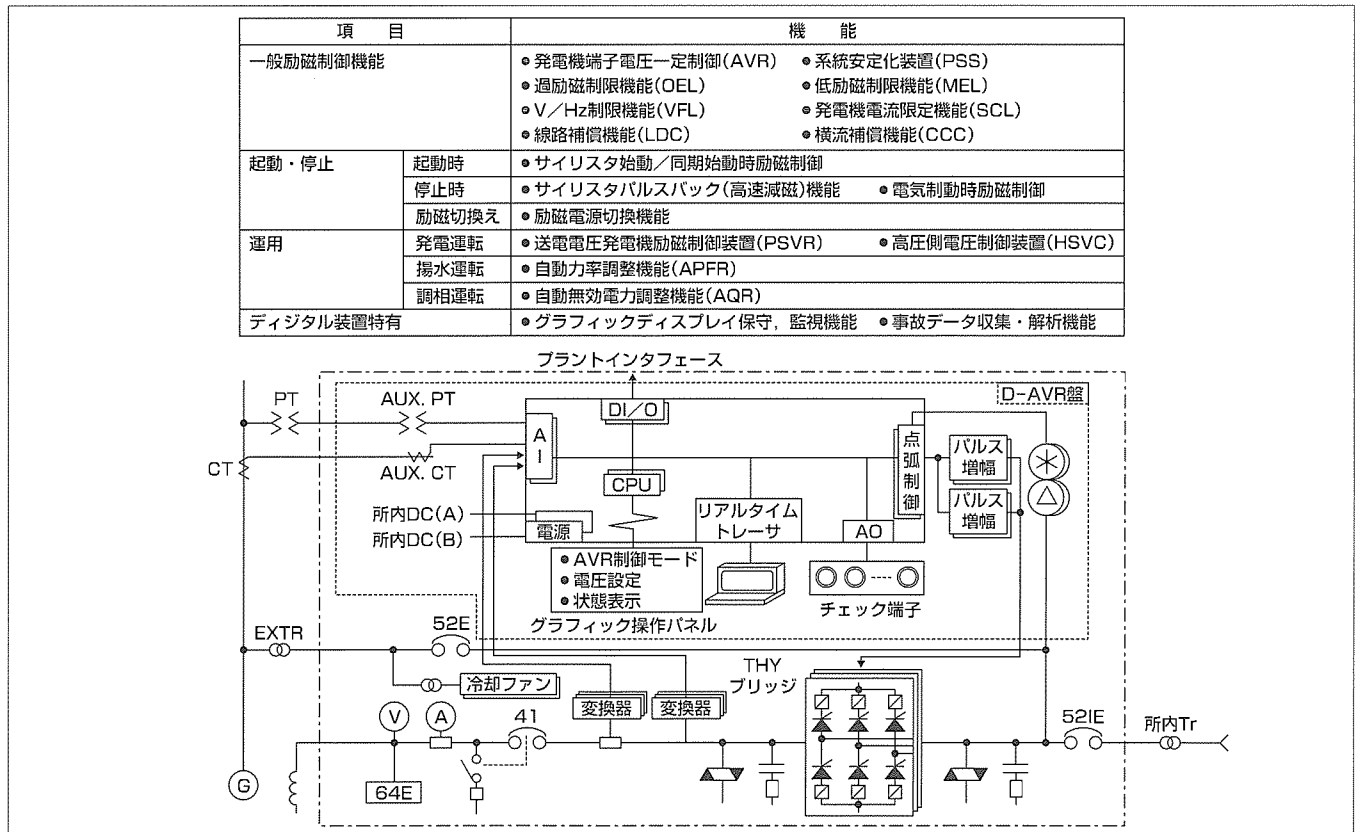 項　目　機　能
一般励磁制御機能　●発電機端子電圧一定制御(AVR)　●系統安定化装置(PSS)
●過励磁制限機能(OEL)　●低励磁制限機能(MEL)
●V／Hz制限機能(VFL)　●発電機電流限定機能(SCL)
●線路補償機能(LDC)　●横流補償機能(CCC)
起動・停止　起動時　●サイリスタ始動／同期始動時励磁制御
停止時　●サイリスタパルスバック(高速減磁)機能　●電気制動時励磁制御
励磁切換え　●励磁電源切換機能
運用　発電運転　●送電電圧発電機励磁制御装置(PSVR)　●高圧側電圧制御装置(HSVC)
揚水運転　●自動力率調整機能(APFR)
調相運転　●自動無効電力調整機能(AQR)
ディジタル装置特有　●グラフィックディスプレイ保守，監視機能　●事故データ収集・解析機能
プラントインタフェース
D-AVR盤
PT
AUX. PT
DI／O
AI
点弧制御
パルス
増幅
CT
AUX. CT
CPU
パルス
増幅
所内DC(A)
所内DC(B)
電源
リアルタイム
トレーサ
AO
●AVR制御モード
●電圧設定
●状態表示
チェック端子
グラフィック操作パネル
EXTR
52E
THY
ブリッジ
冷却ファン
変換器
変換器
V
A
41
52IE
所内Tr
G
64E